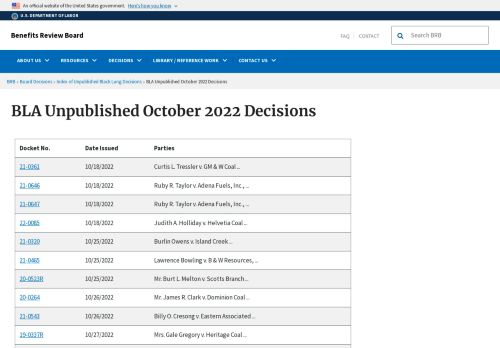 An official website of the United States government. Here's how you know
U.S. DEPARTMENT OF LABOR
Benefits Review Board
FAQ CONTACT
Search BRB
ABOUT US RESOURCES DECISIONS LIBRARY / REFERENCE WORK CONTACT US
BRB › Board Decisions › Index of Unpublished Black Lung Decisions › BLA Unpublished October 2022 Decisions
BLA Unpublished October 2022 Decisions
Docket No. Date Issued Parties
21-0361 10/18/2022 Curtis L. Tressler v. GM & W Coal ...
21-0646 10/18/2022 Ruby R. Taylor v. Adena Fuels, Inc., ...
21-0647 10/18/2022 Ruby R. Taylor v. Adena Fuels, Inc., ...
22-0085 10/18/2022 Judith A. Holliday v. Helvetia Coal ...
21-0320 10/25/2022 Burlin Owens v. Island Creek ...
21-0465 10/25/2022 Lawrence Bowling v. B & W Resources, ...
20-0523R 10/25/2022 Mr. Burt L. Melton v. Scotts Branch ...
20-0264 10/26/2022 Mr. James R. Clark v. Dominion Coal ...
21-0543 10/26/2022 Billy O. Cresong v. Eastern Associated ...
19-0337R 10/27/2022 Mrs. Gale Gregory v. Heritage Coal ...